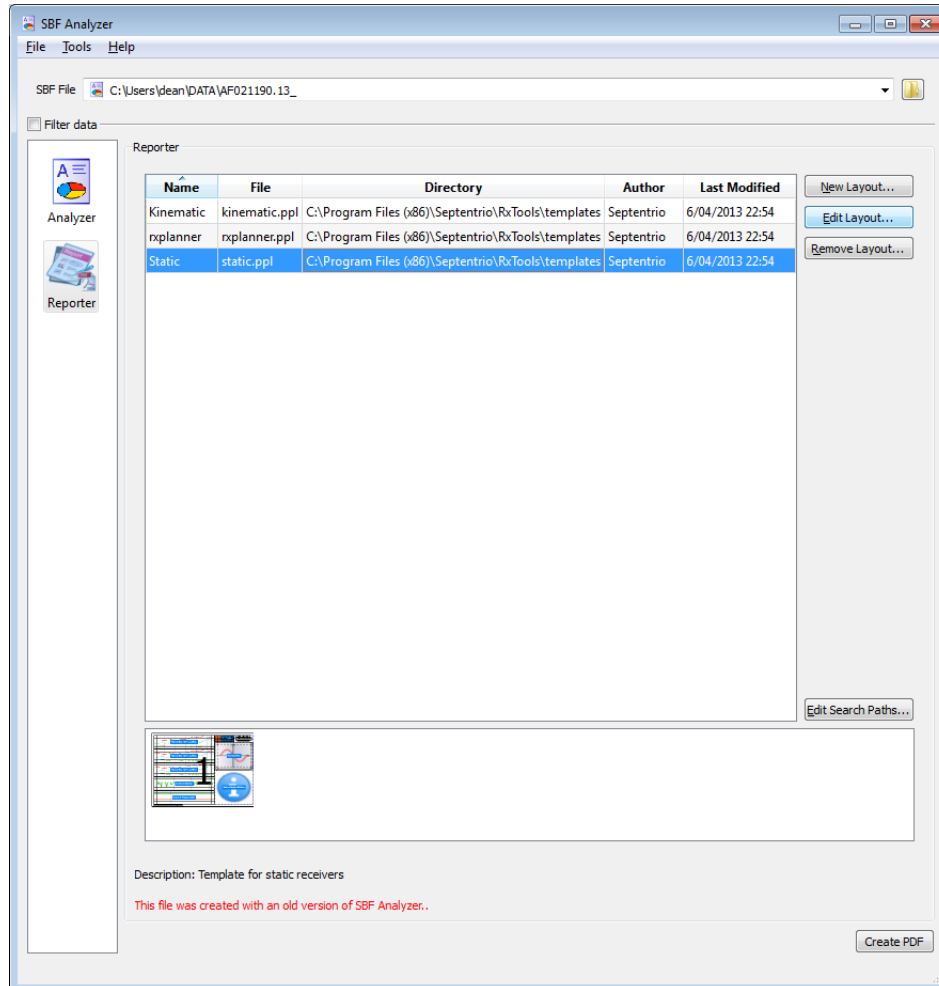 SBF Analyzer
File Tools Help
SBF File C:\Users\dean\DATA\AF021190.13_
Filter data
Analyzer
Reporter
Reporter
Name File Directory Author Last Modified
Kinematic kinematic.ppl C:\Program Files (x86)\Septentrio\RxTools\templates Septentrio 6/04/2013 22:54
rxplanner rxplanner.ppl C:\Program Files (x86)\Septentrio\RxTools\templates Septentrio 6/04/2013 22:54
Static static.ppl C:\Program Files (x86)\Septentrio\RxTools\templates Septentrio 6/04/2013 22:54
New Layout...
Edit Layout...
Remove Layout...
Edit Search Paths...
1
Description: Template for static receivers
This file was created with an old version of SBF Analyzer..
Create PDF